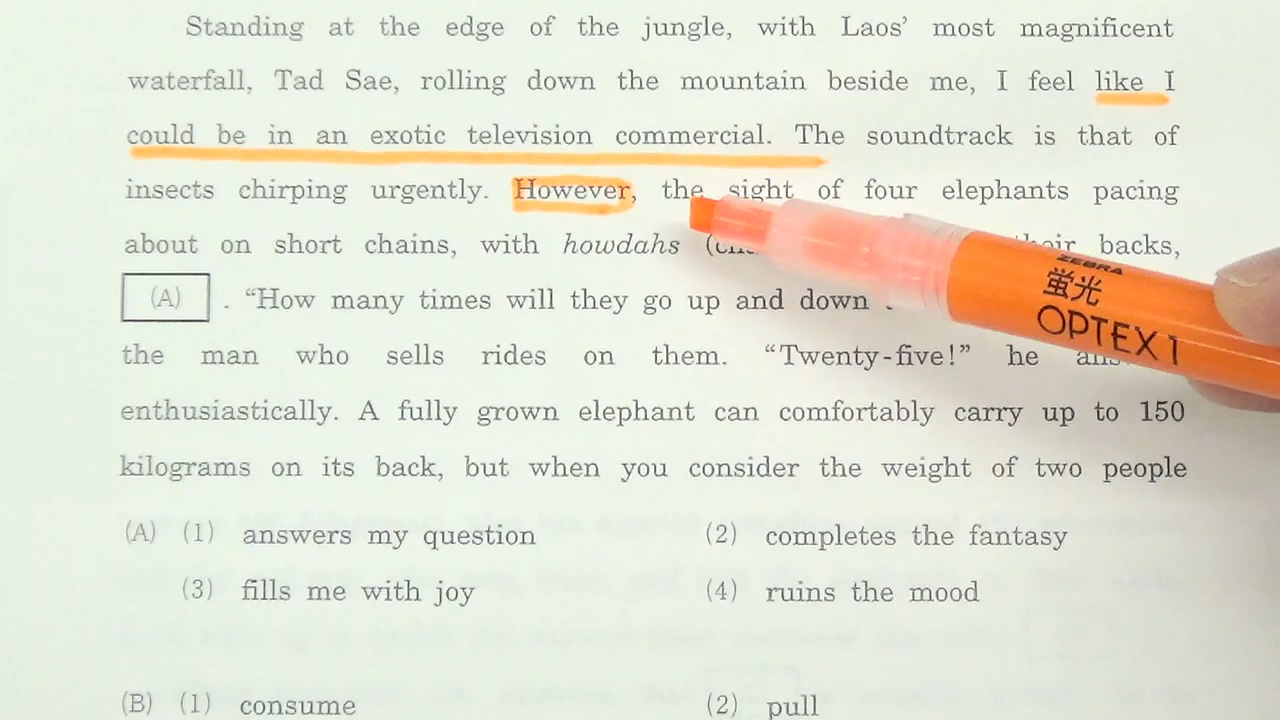 Standing at the edge of the jungle, with Laos’ most magnificent
waterfall, Tad Sae, rolling down the mountain beside me, I feel like I
could be in an exotic television commercial. The soundtrack is that of
insects chirping urgently. However, the sight of four elephants pacing
about on short chains, with howdahs their backs,
(A) . “How many times will they go up and down
the man who sells rides on them. “Twenty-five!” he
enthusiastically. A fully grown elephant can comfortably carry up to 150
kilograms on its back, but when you consider the weight of two people
(A) (1) answers my question (2) completes the fantasy
(3) fills me with joy (4) ruins the mood
(B) (1) consume (2) pull
ZEBRA
蛍光
OPTEX 1